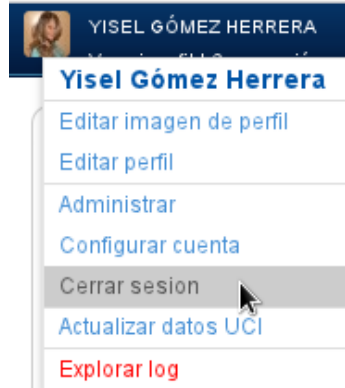 YISEL GÓMEZ HERRERA
Yisel Gómez Herrera
Editar imagen de perfil
Editar perfil
Administrar
Configurar cuenta
Cerrar sesion
Actualizar datos UCI
Explorar log